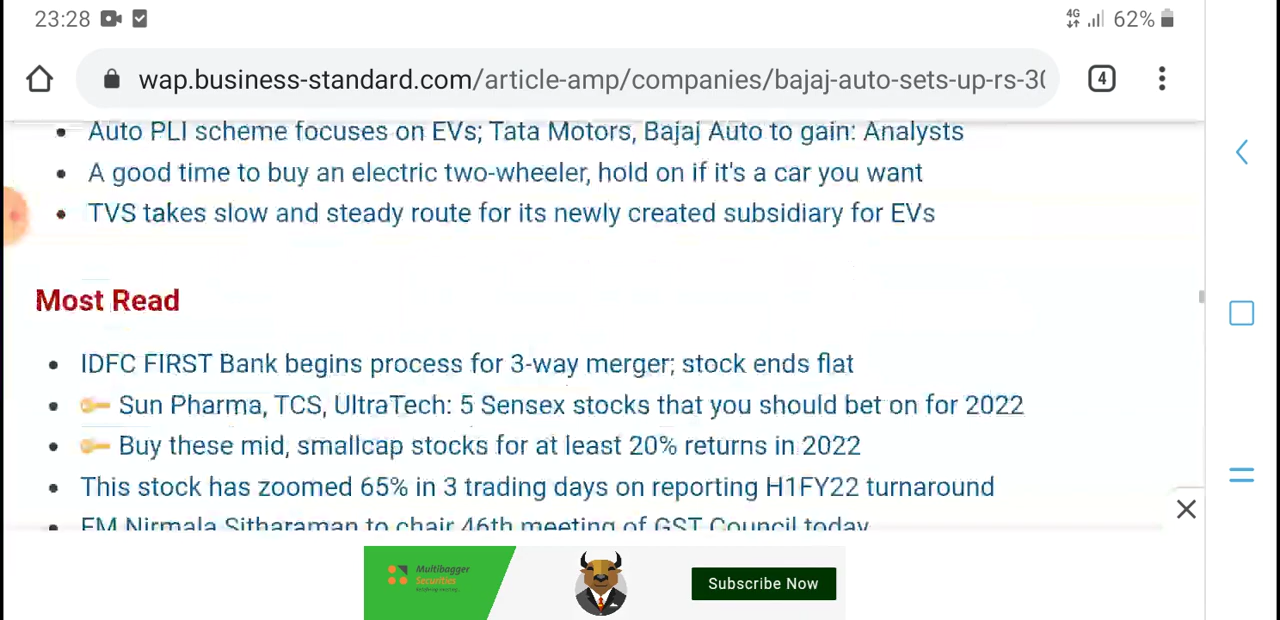 23:28
4G 62%
wap.business-standard.com/article-amp/companies/bajaj-auto-sets-up-rs-30
4
Auto PLI scheme focuses on EVs; Tata Motors, Bajaj Auto to gain: Analysts
A good time to buy an electric two-wheeler, hold on if it's a car you want
TVS takes slow and steady route for its newly created subsidiary for EVs
Most Read
IDFC FIRST Bank begins process for 3-way merger; stock ends flat
Sun Pharma, TCS, UltraTech: 5 Sensex stocks that you should bet on for 2022
Buy these mid, smallcap stocks for at least 20% returns in 2022
This stock has zoomed 65% in 3 trading days on reporting H1FY22 turnaround
FM Nirmala Sitharaman to chair 46th meeting of GST Council today
Multibagger
Securities
Subscribe Now